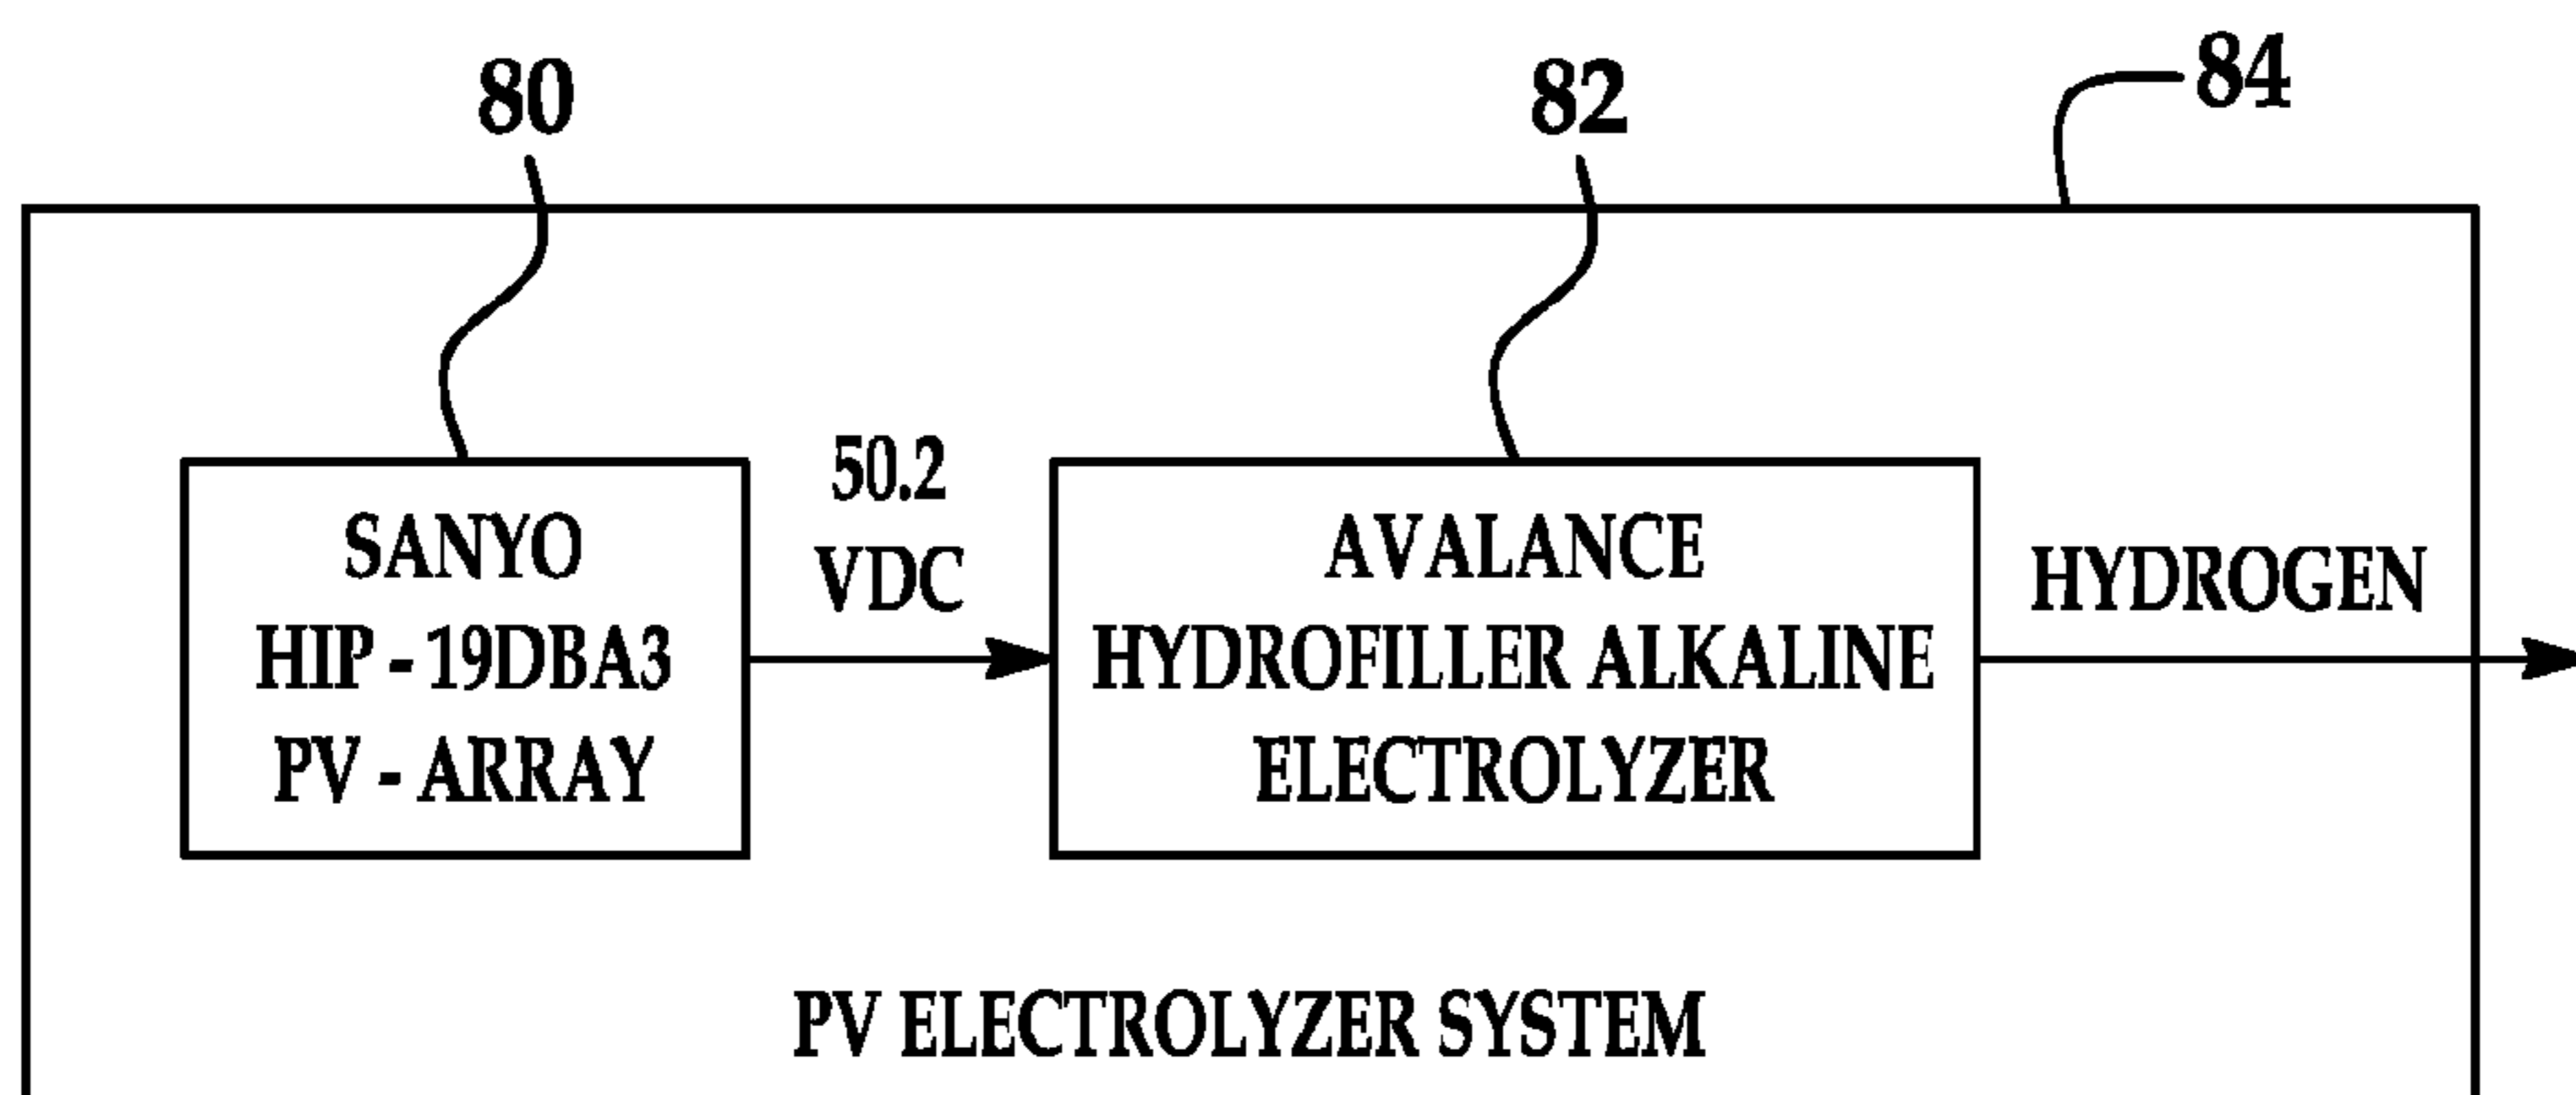 80
82
84
SANYO
HIP - 19DBA3
PV - ARRAY
50.2
VDC
AVALANCE
HYDROFILLER ALKALINE
ELECTROLYZER
HYDROGEN
PV ELECTROLYZER SYSTEM